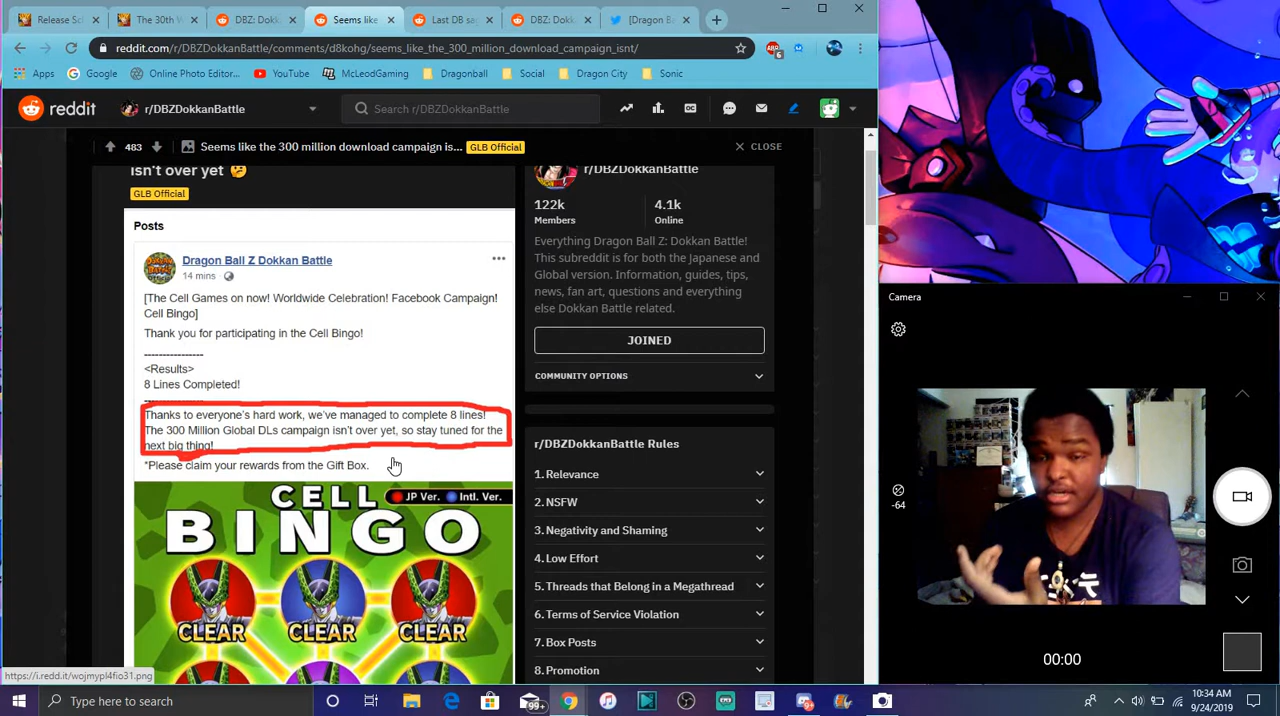 Release Sc
The 30th W
DBZ: Dokk
Seems like
Last DB sa
DBZ: Dokk
[Dragon Ba
reddit.com/r/DBZDokkanBattle/comments/d8kohg/seems_like_the_300_million_download_campaign_isnt/
6
Apps
Google
Online Photo Editor...
YouTube
McLeodGaming
Dragonball
Social
Dragon City
Sonic
reddit
r/DBZDokkanBattle
Search r/DBZDokkanBattle
483
Seems like the 300 million download campaign is...
GLB Official
CLOSE
isn't over yet 🤔
GLB Official
Posts
Dragon Ball Z Dokkan Battle
14 mins
[The Cell Games on now! Worldwide Celebration! Facebook Campaign!
Cell Bingo]
Thank you for participating in the Cell Bingo!
----------------
<Results>
8 Lines Completed!
----------------
Thanks to everyone's hard work, we've managed to complete 8 lines!
The 300 Million Global DLs campaign isn't over yet, so stay tuned for the
next big thing!
*Please claim your rewards from the Gift Box.
CELL
JP Ver.
Intl. Ver.
BINGO
CLEAR
CLEAR
CLEAR
https://i.redd.it/wojmypl4fio31.png
r/DBZDokkanBattle
122k
Members
4.1k
Online
Everything Dragon Ball Z: Dokkan Battle!
This subreddit is for both the Japanese and
Global version. Information, guides, tips,
news, fan art, questions and everything
else Dokkan Battle related.
JOINED
COMMUNITY OPTIONS
r/DBZDokkanBattle Rules
1. Relevance
2. NSFW
3. Negativity and Shaming
4. Low Effort
5. Threads that Belong in a Megathread
6. Terms of Service Violation
7. Box Posts
8. Promotion
Camera
-64
00:00
Type here to search
99+
9+
10:34 AM
9/24/2019